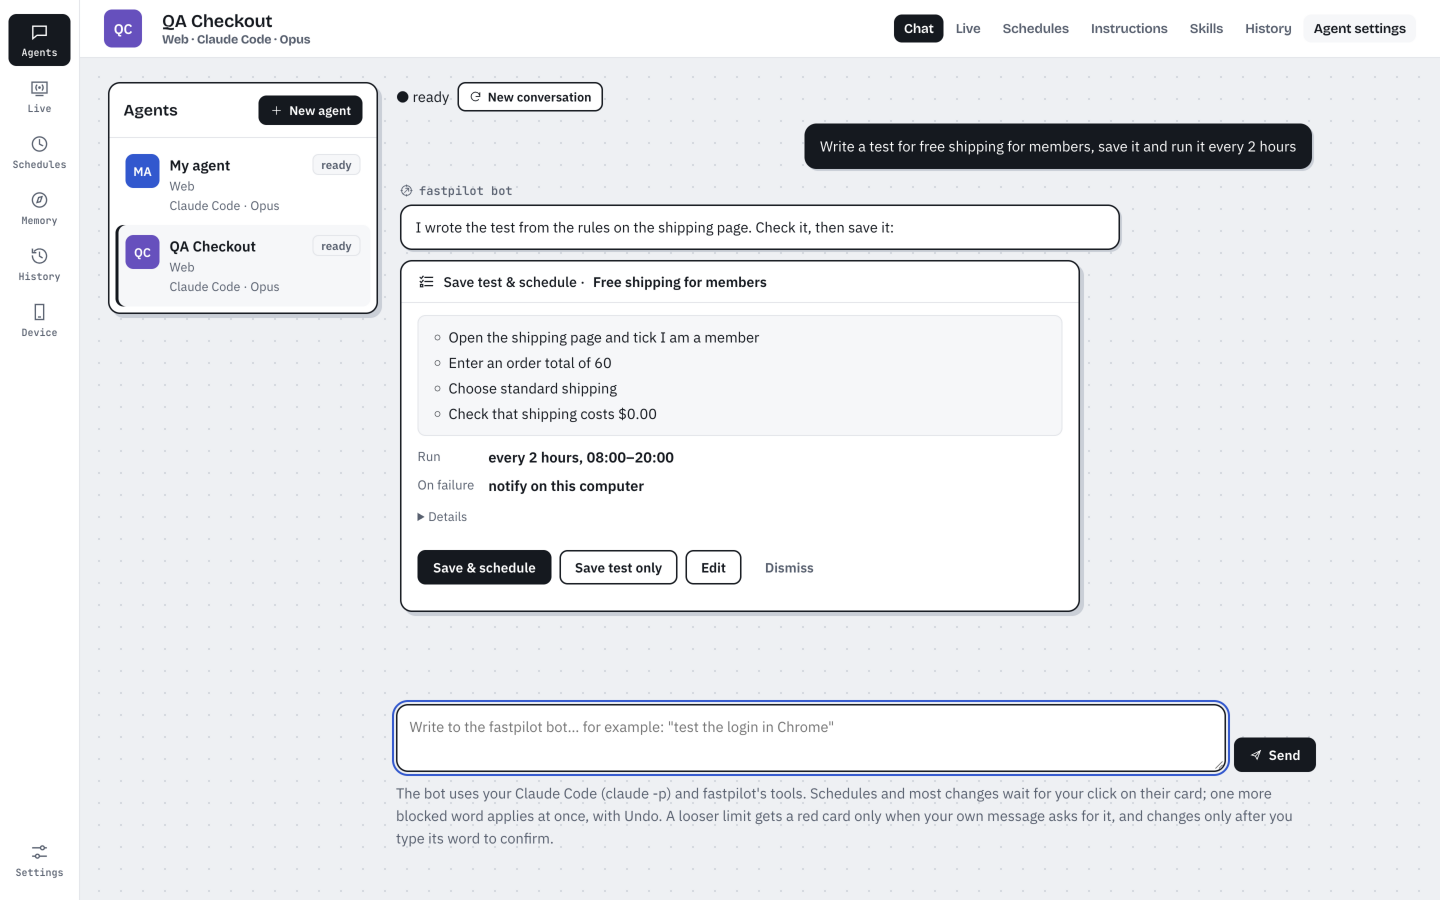 Agents
Live
Schedules
Memory
History
Device
Settings
QC
QA Checkout
Web · Claude Code · Opus
Chat
Live
Schedules
Instructions
Skills
History
Agent settings
Agents
New agent
MA
My agent
ready
Web
Claude Code · Opus
QC
QA Checkout
ready
Web
Claude Code · Opus
ready
New conversation
Write a test for free shipping for members, save it and run it every 2 hours
fastpilot bot
I wrote the test from the rules on the shipping page. Check it, then save it:
Save test & schedule · Free shipping for members
Open the shipping page and tick I am a member
Enter an order total of 60
Choose standard shipping
Check that shipping costs $0.00
Run every 2 hours, 08:00–20:00
On failure notify on this computer
Details
Save & schedule
Save test only
Edit
Dismiss
Write to the fastpilot bot... for example: "test the login in Chrome"
Send
The bot uses your Claude Code (claude -p) and fastpilot's tools. Schedules and most changes wait for your click on their card; one more
blocked word applies at once, with Undo. A looser limit gets a red card only when your own message asks for it, and changes only after you
type its word to confirm.